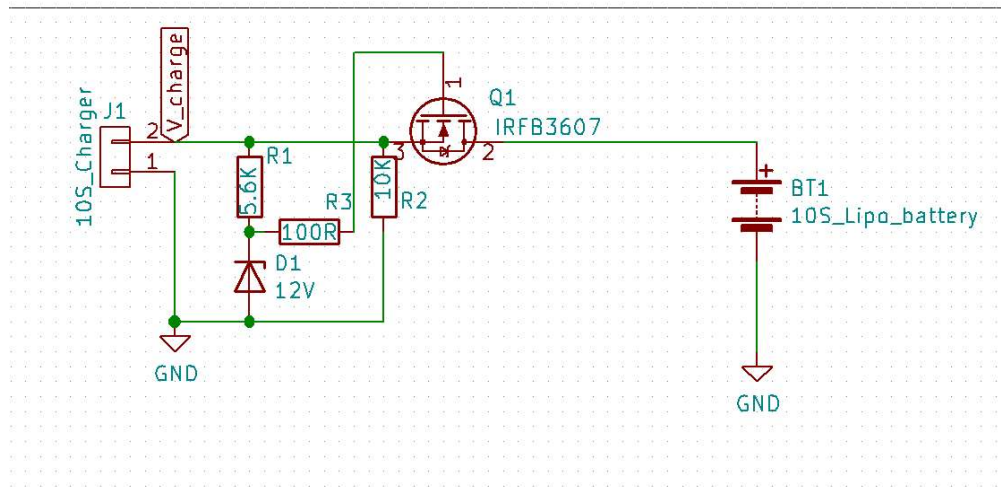 V_charge
J1
10S_Charger
2
1
R1
5.6K
R3
100R
D1
12V
GND
10K
R2
1
Q1
IRFB3607
3
2
+
BT1
10S_Lipo_battery
GND